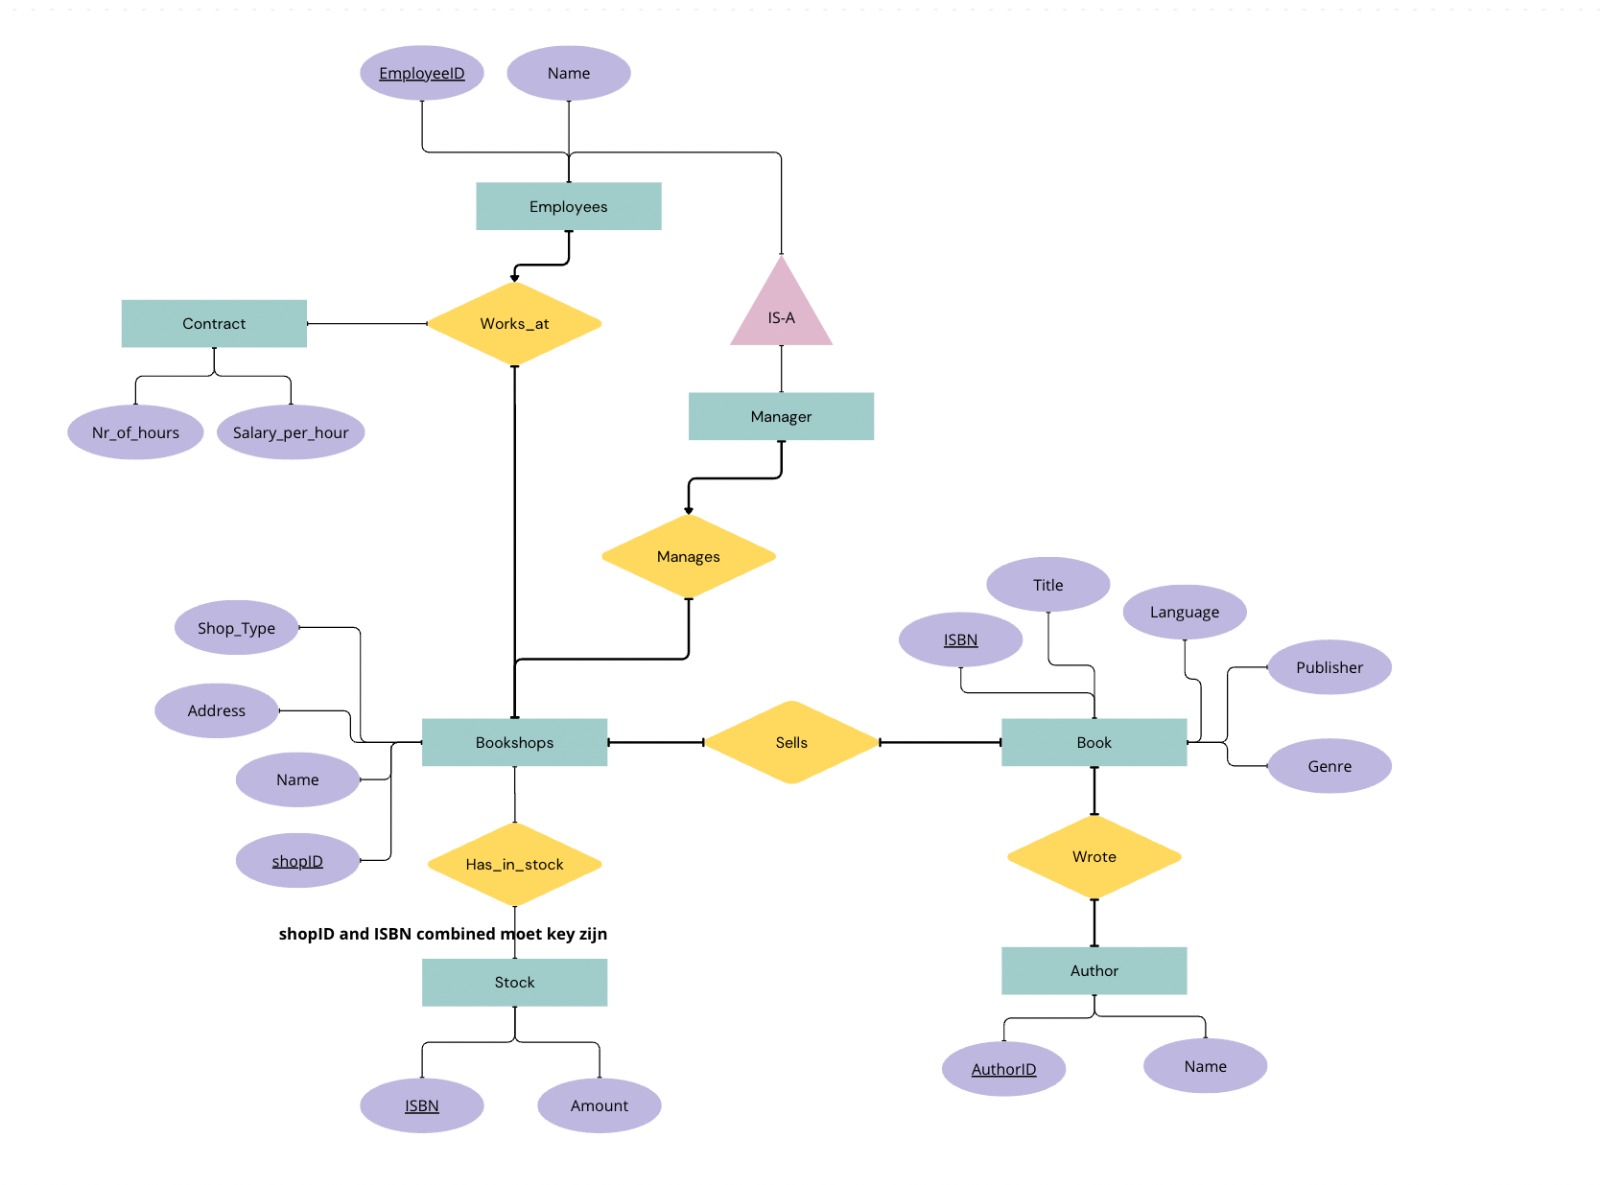 EmployeeID
Name
Employees
Contract
Works_at
IS-A
Nr_of_hours
Salary_per_hour
Manager
Manages
Shop_Type
Address
Name
shopID
Bookshops
Sells
ISBN
Title
Language
Publisher
Book
Genre
Has_in_stock
Wrote
shopID and ISBN combined moet key zijn
Stock
Author
ISBN
Amount
AuthorID
Name